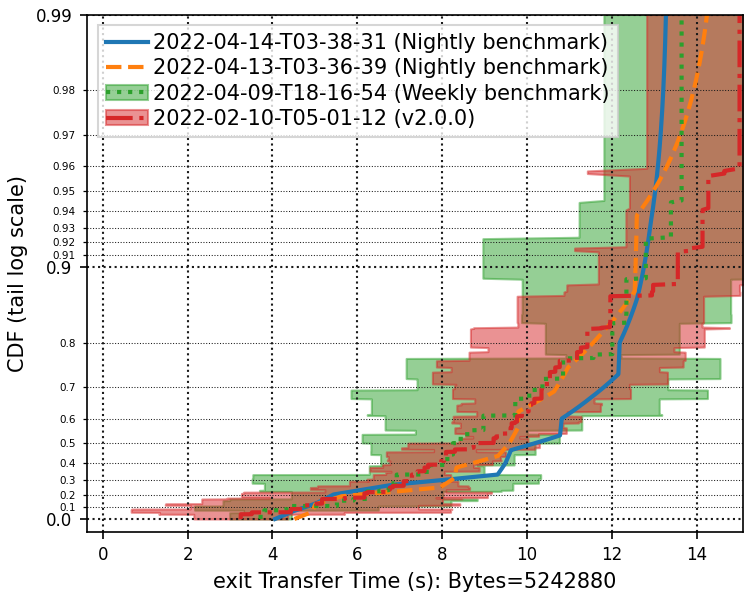 0.99
2022-04-14-T03-38-31 (Nightly benchmark)
2022-04-13-T03-36-39 (Nightly benchmark)
2022-04-09-T18-16-54 (Weekly benchmark)
2022-02-10-T05-01-12 (v2.0.0)
0.98
0.97
0.96
0.95
0.94
0.93
0.92
0.91
0.9
0.8
0.7
0.6
0.5
0.4
0.3
0.2
0.1
0.0
CDF (tail log scale)
0 2 4 6 8 10 12 14
exit Transfer Time (s): Bytes=5242880